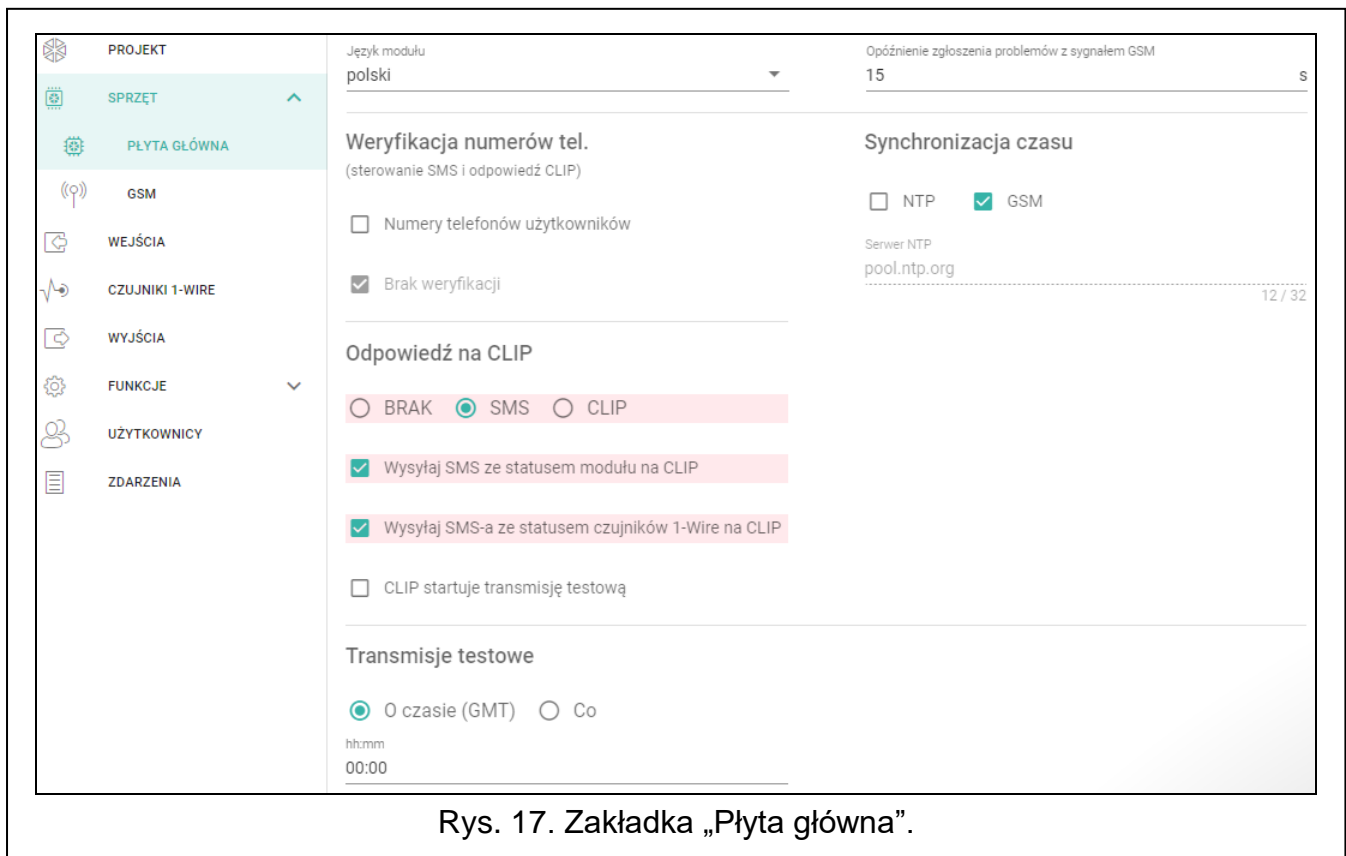 PROJEKT
SPRZĘT
PŁYTA GŁÓWNA
GSM
WEJŚCIA
CZUJNIKI 1-WIRE
WYJŚCIA
FUNKCJE
UŻYTKOWNICY
ZDARZENIA
Język modułu
polski
Opóźnienie zgłoszenia problemów z sygnałem GSM
15 s
Weryfikacja numerów tel.
(sterowanie SMS i odpowiedź CLIP)
Numery telefonów użytkowników
Brak weryfikacji
Synchronizacja czasu
NTP GSM
Serwer NTP
pool.ntp.org
12 / 32
Odpowiedź na CLIP
BRAK SMS CLIP
Wysyłaj SMS ze statusem modułu na CLIP
Wysyłaj SMS-a ze statusem czujników 1-Wire na CLIP
CLIP startuje transmisję testową
Transmisje testowe
O czasie (GMT) Co
hh:mm
00:00
Rys. 17. Zakładka „Płyta główna”.